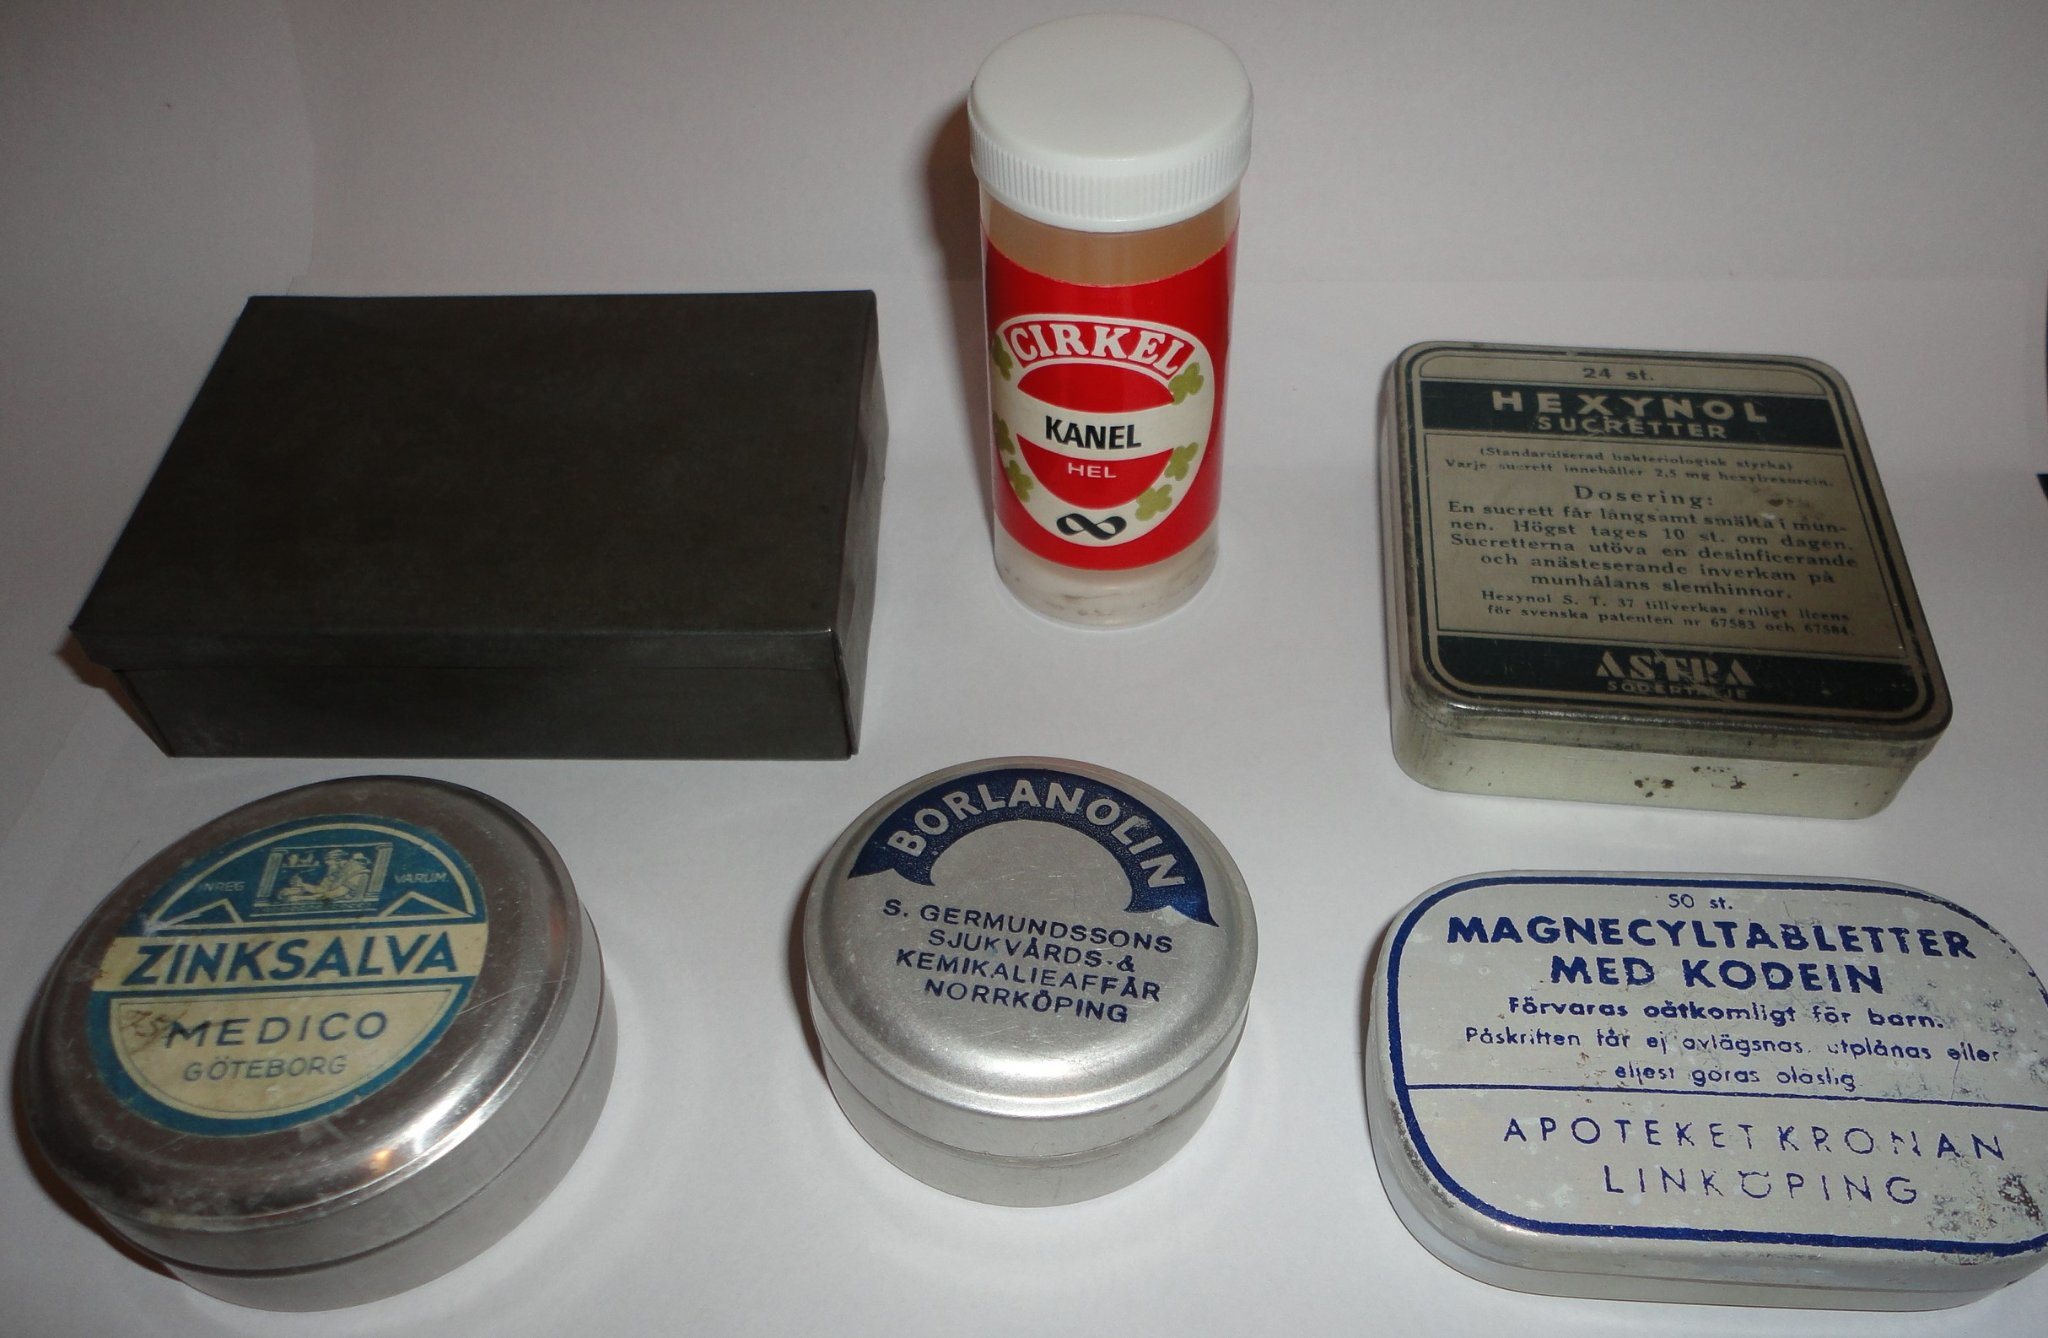 CIRKEL
KANEL
HEL
24 st.
HEXYNOL
SUCRETTER
(Standardiserad bakteriologisk styrka)
Varje sucrett innehåller 2,5 mg hexylresorcin.
Dosering:
En sucrett får långsamt smälta i mun-
nen. Högst tages 10 st. om dagen.
Sucretterna utöva en desinficerande
och anästeserande inverkan på
munhålans slemhinnor.
Hexynol S. T. 37 tillverkas enligt licens
för svenska patenten nr 67583 och 67584.
ASTRA
SÖDERTÄLJE
INREG VARUM.
ZINKSALVA
MEDICO
GÖTEBORG
BORLANOLIN
S. GERMUNDSSONS
SJUKVÅRDS-&
KEMIKALIEAFFÄR
NORRKÖPING
50 st.
MAGNECYLTABLETTER
MED KODEIN
Förvaras oåtkomligt för barn.
Påskriften får ej avlägsnas, utplånas eller
eljest göras oläslig
APOTEKET KRONAN
LINKÖPING